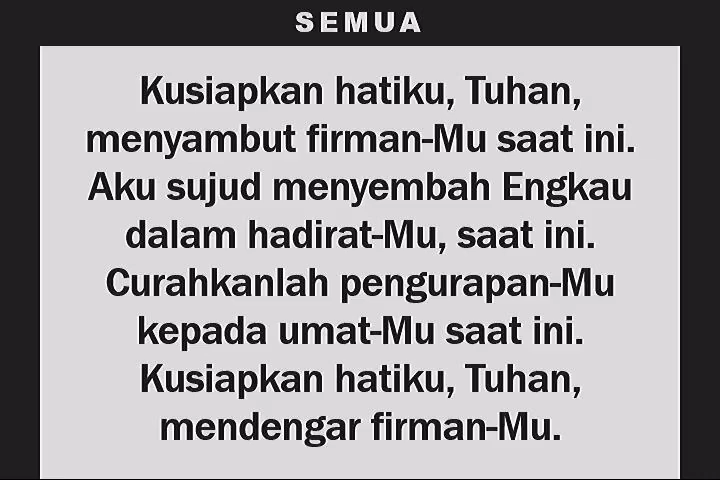 SEMUA
Kusiapkan hatiku, Tuhan,
menyambut firman-Mu saat ini.
Aku sujud menyembah Engkau
dalam hadirat-Mu, saat ini.
Curahkanlah pengurapan-Mu
kepada umat-Mu saat ini.
Kusiapkan hatiku, Tuhan,
mendengar firman-Mu.